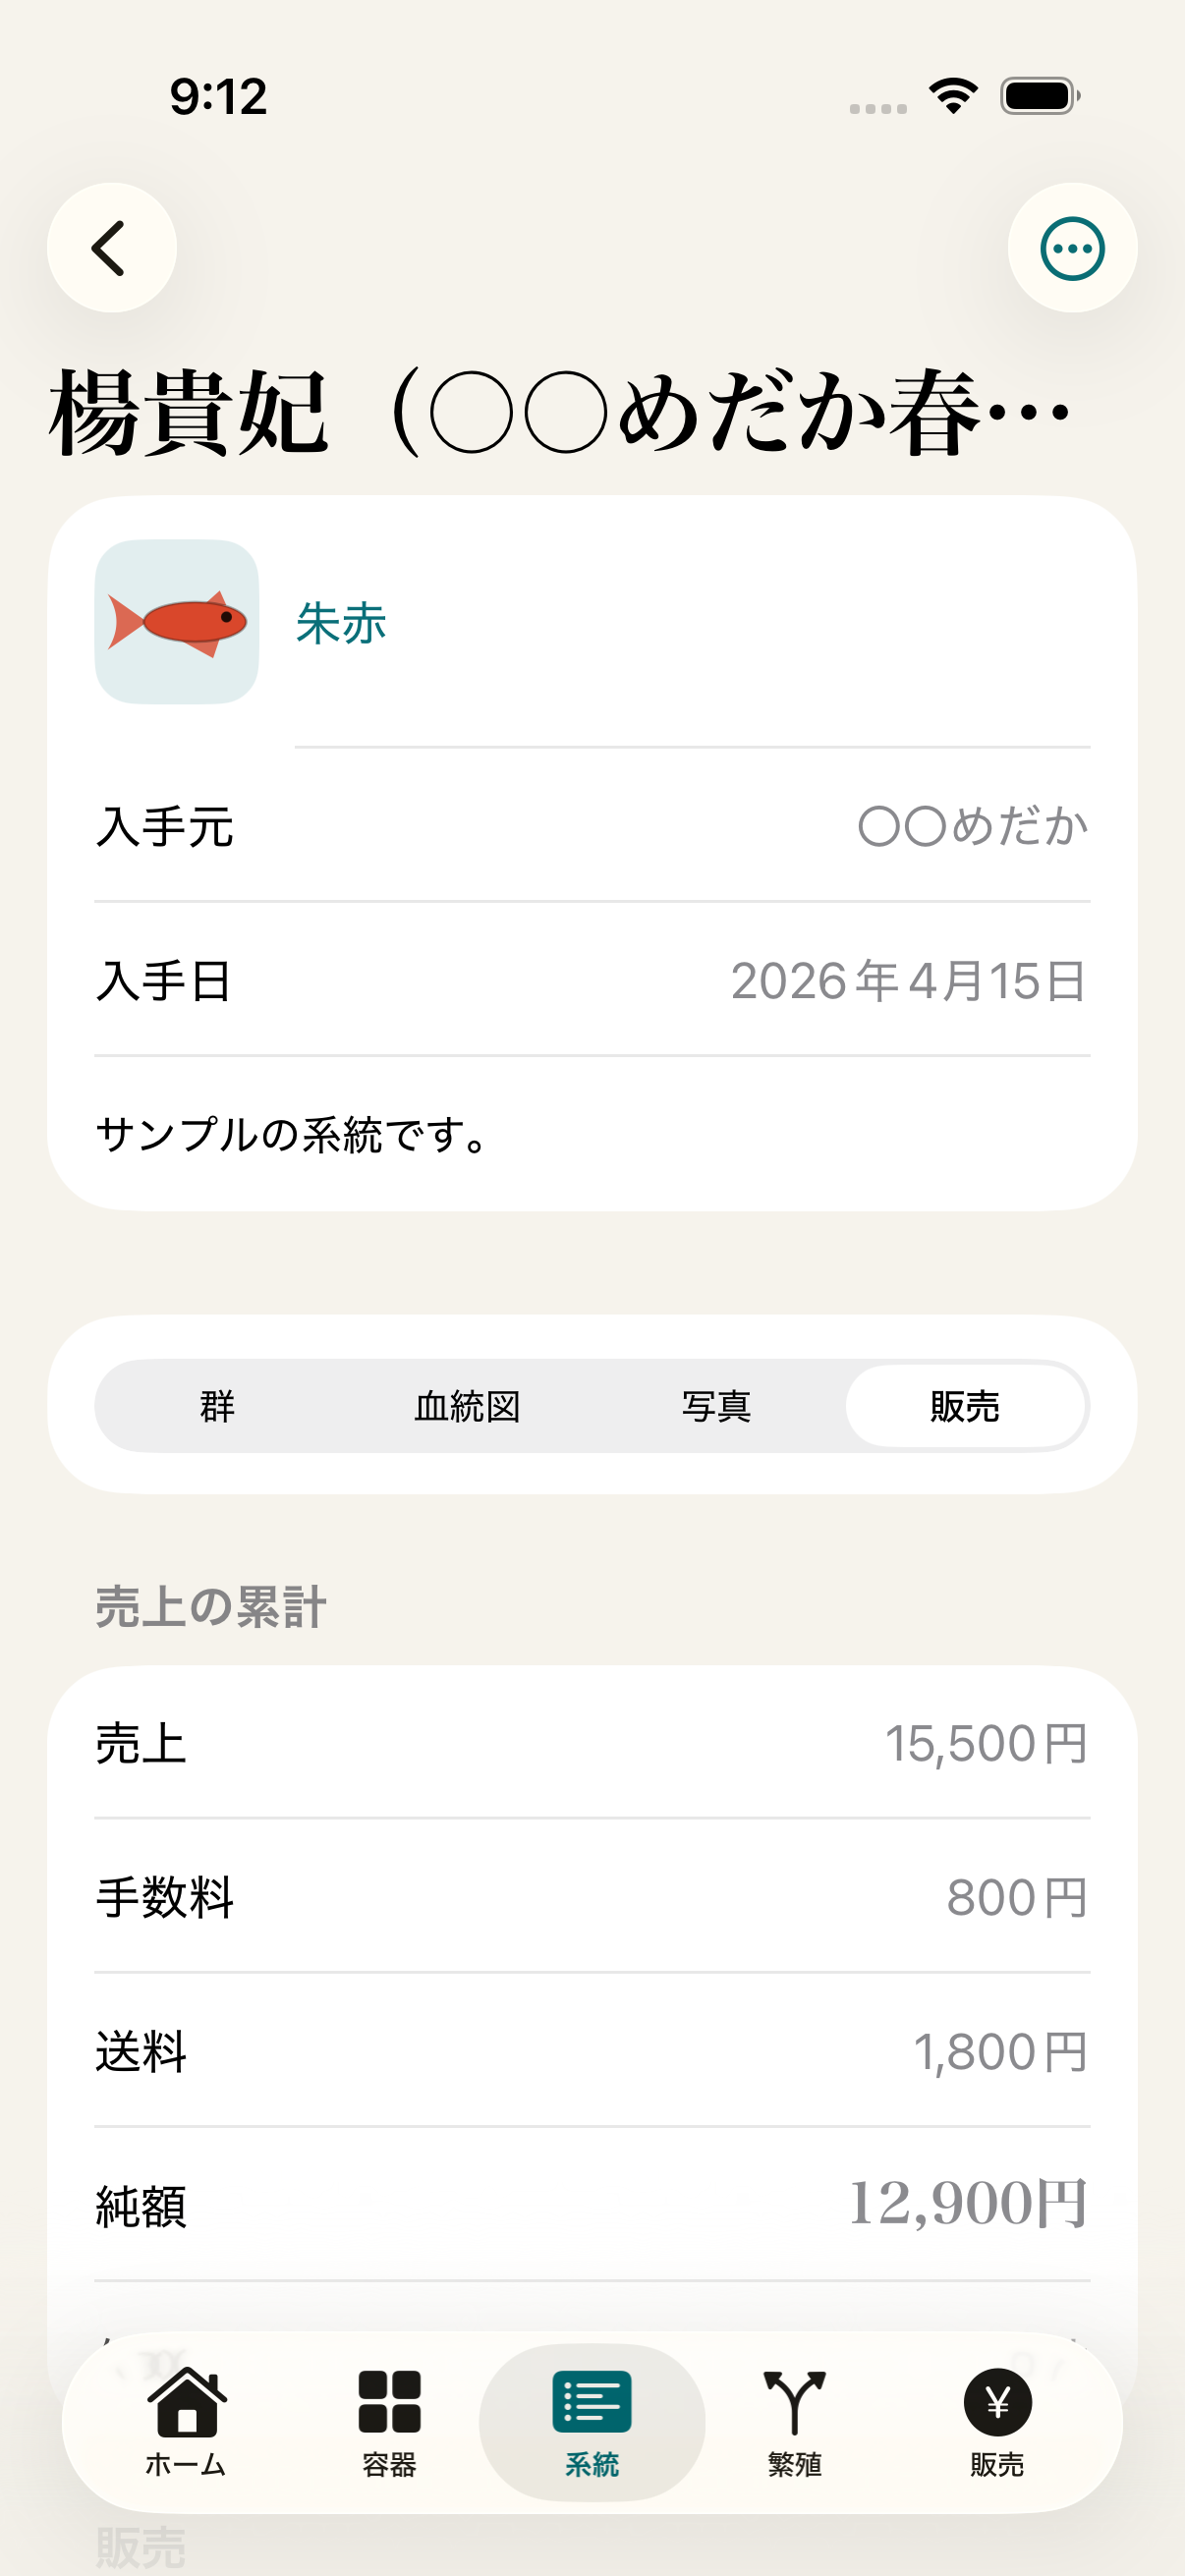 9:12
楊貴妃（〇〇めだか春…
朱赤
入手元 〇〇めだか
入手日 2026年4月15日
サンプルの系統です。
群 血統図 写真 販売
売上の累計
売上 15,500円
手数料 800円
送料 1,800円
純額 12,900円
ホーム 容器 系統 繁殖 販売
販売